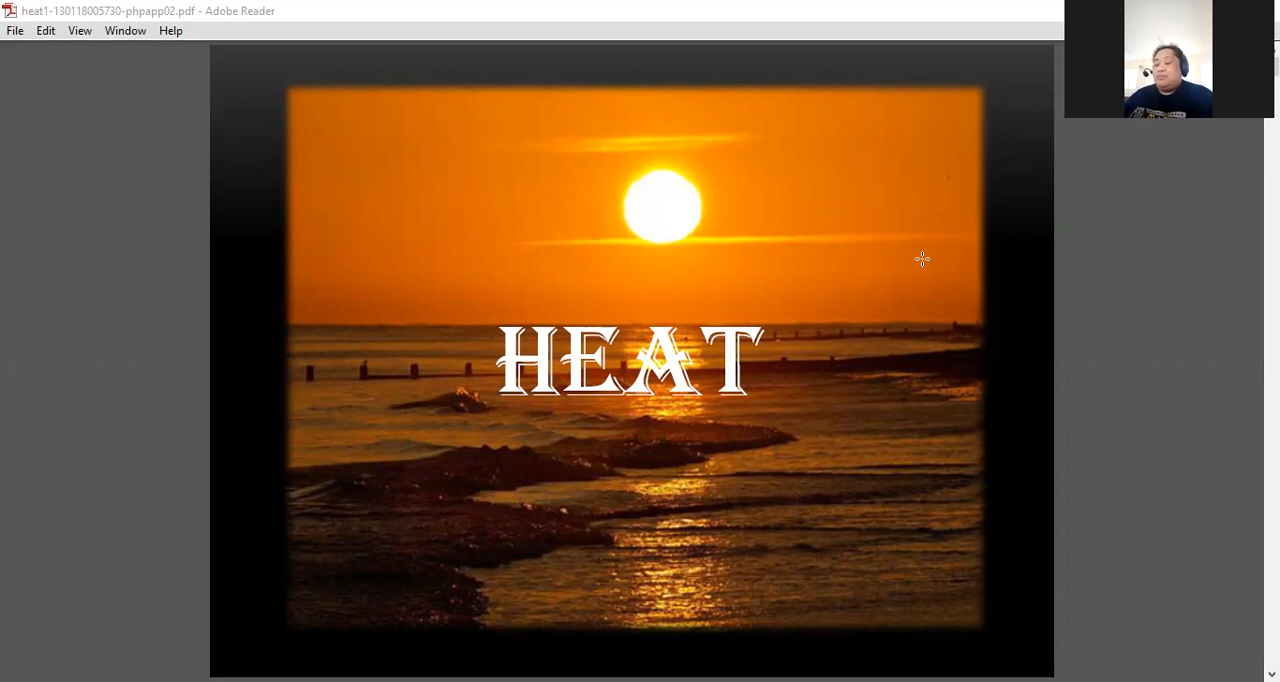 heat1-130118005730-phpapp02.pdf - Adobe Reader
File Edit View Window Help
HEAT